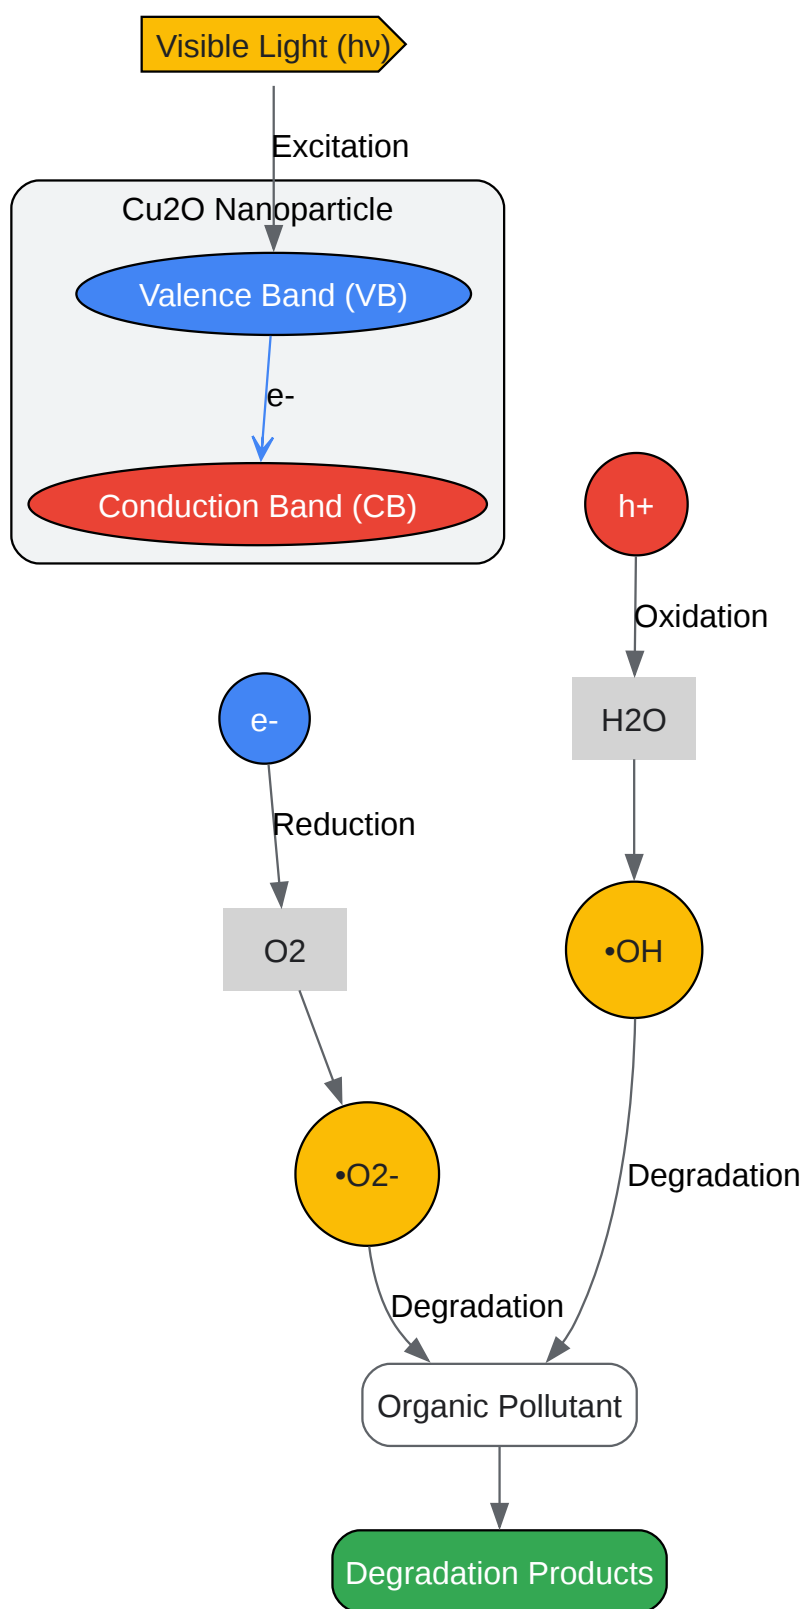 Visible Light (hν)
Excitation
Cu2O Nanoparticle
Valence Band (VB)
e-
Conduction Band (CB)
h+
Oxidation
e-
H2O
Reduction
O2
•OH
•O2-
Degradation
Degradation
Organic Pollutant
Degradation Products